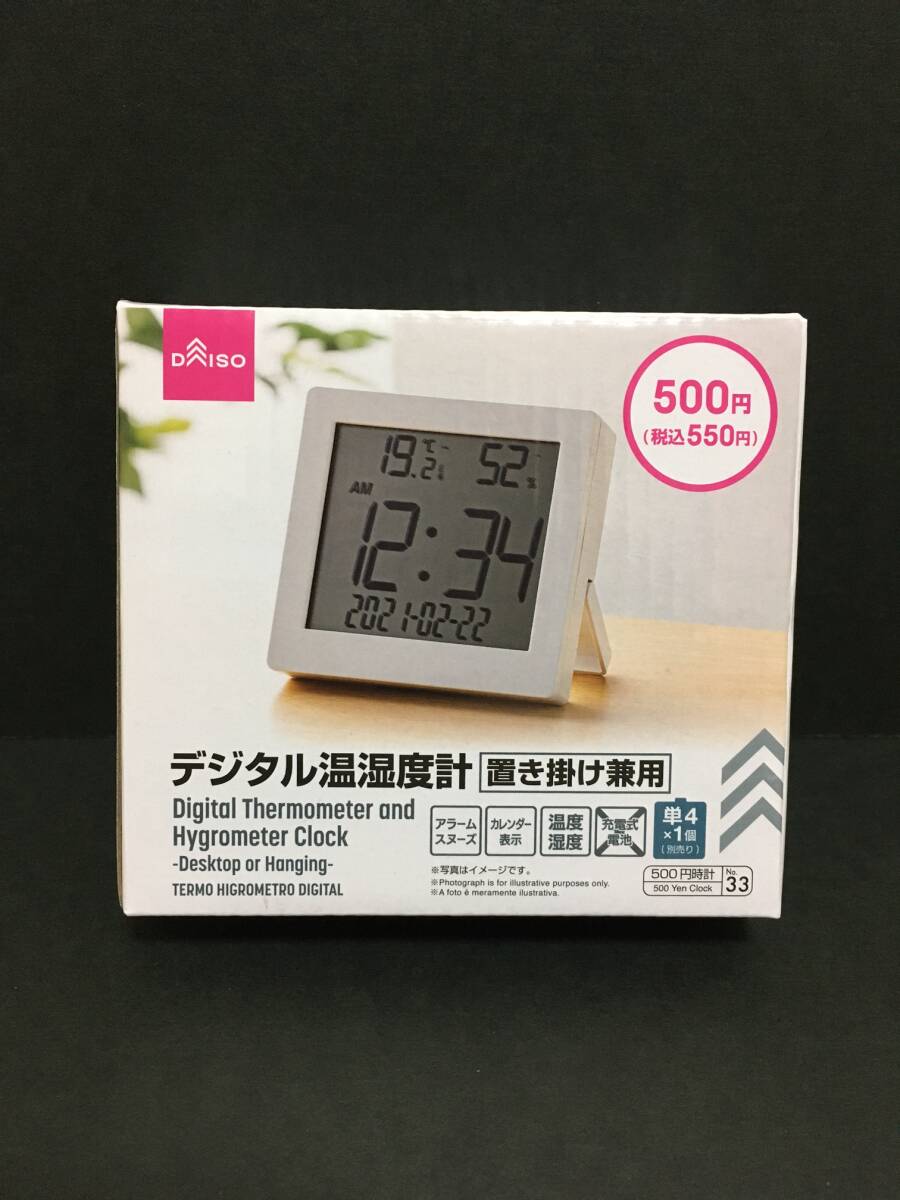 DAISO
500円
(税込550円)
19.2℃
52%
AM
12:34
2021-02-22
デジタル温湿度計 置き掛け兼用
Digital Thermometer and
Hygrometer Clock
-Desktop or Hanging-
TERMO HIGROMETRO DIGITAL
アラーム
スヌーズ
カレンダー
表示
温度
湿度
充電式
電池
単4
×1個
(別売り)
※写真はイメージです。
※Photograph is for illustrative purposes only.
※A foto é meramente ilustrativa.
500円時計
500 Yen Clock
No.
33